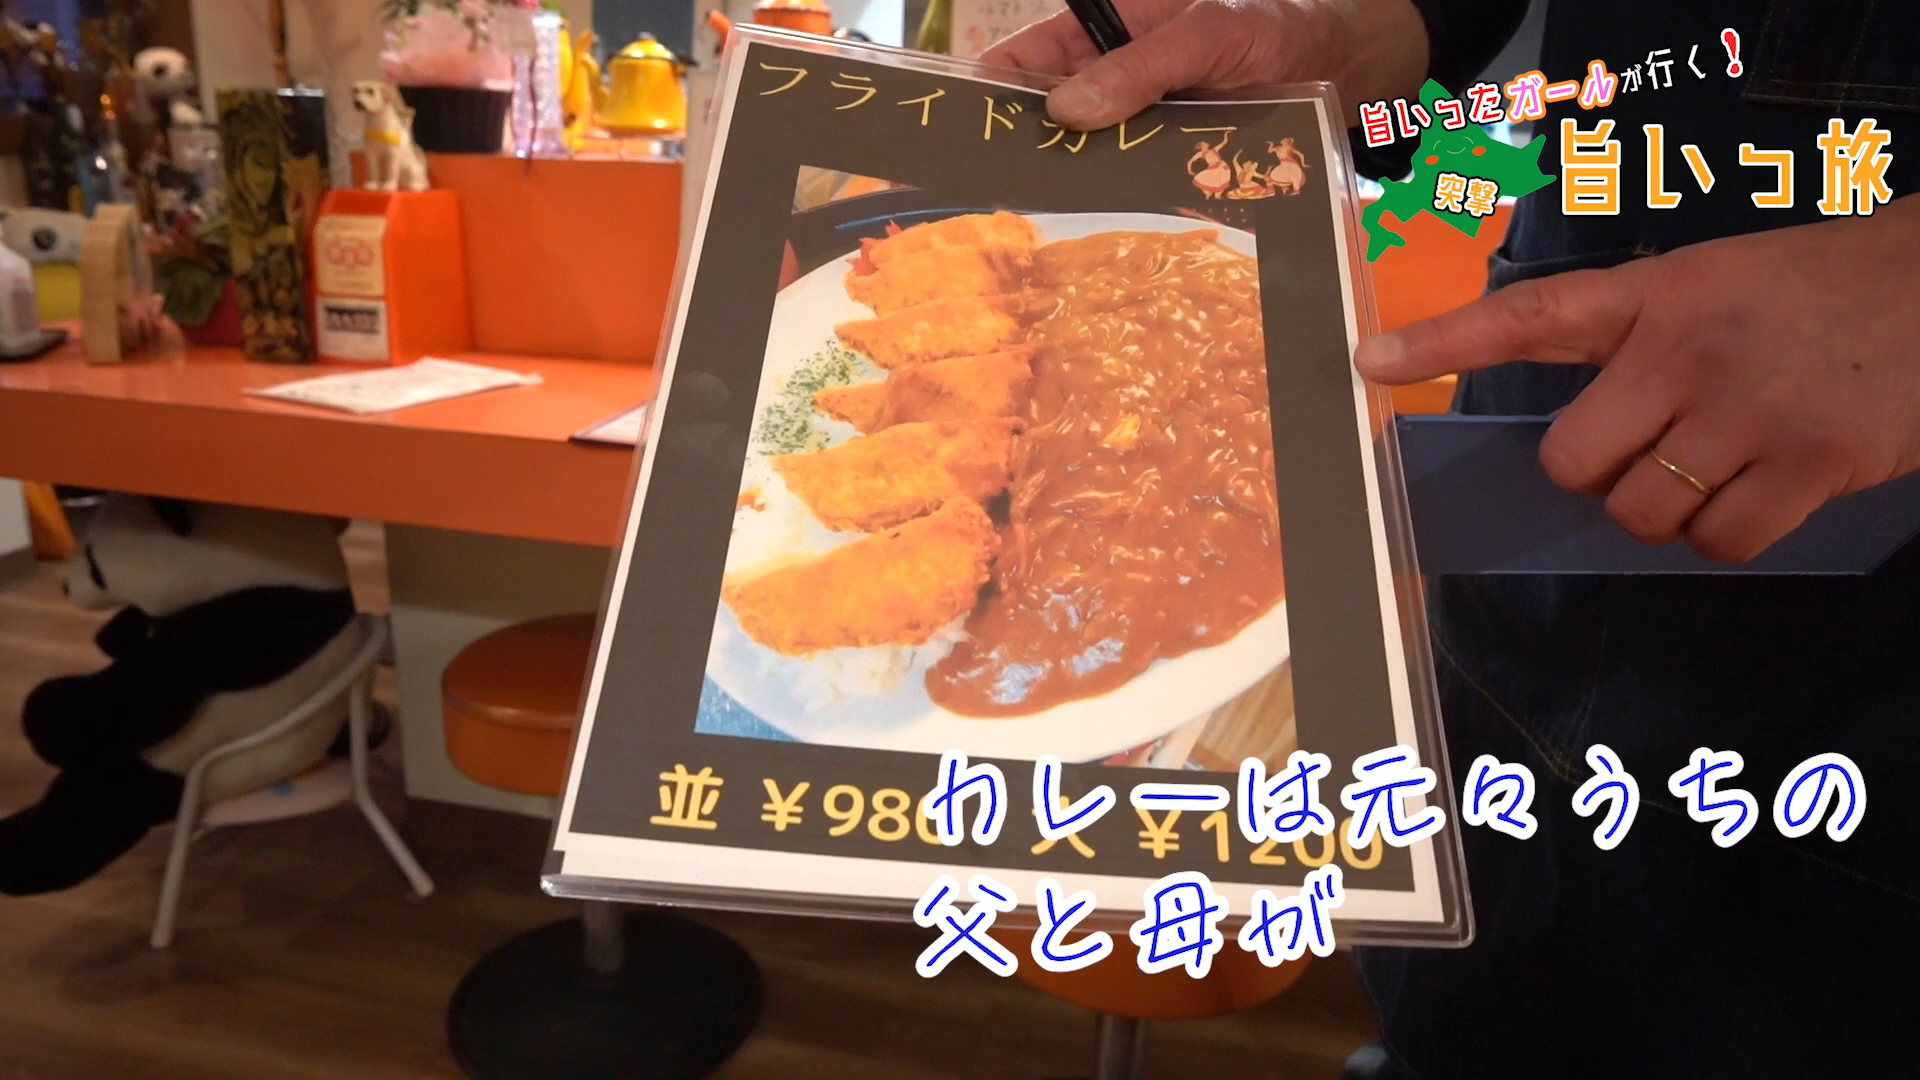 フライドカレー
旨いったガールが行く!
突撃
旨いっ旅
並 ¥980 大 ¥1200
カレーは元々うちの
父と母が